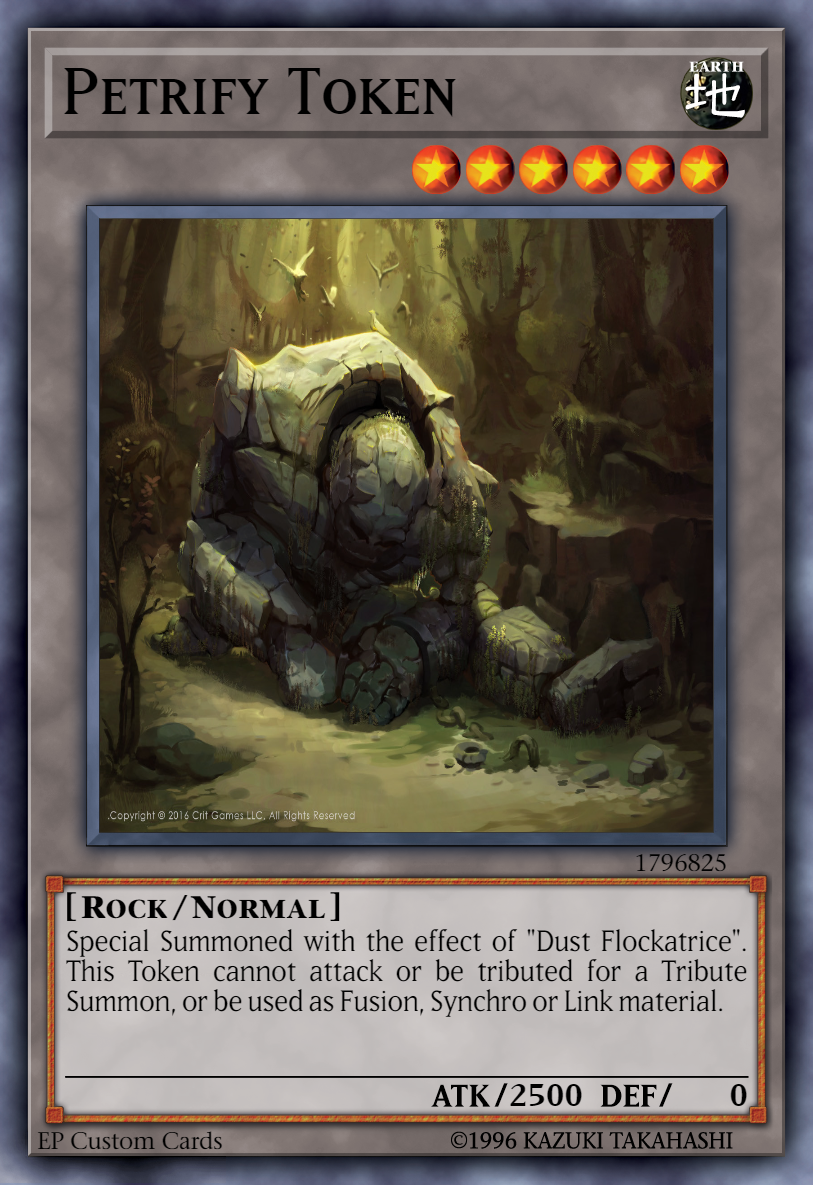 Petrify Token
EARTH
地
.Copyright © 2016 Crit Games LLC, All Rights Reserved
1796825
[ROCK/NORMAL]
Special Summoned with the effect of "Dust Flockatrice".
This Token cannot attack or be tributed for a Tribute
Summon, or be used as Fusion, Synchro or Link material.
ATK/2500 DEF/ 0
EP Custom Cards
©1996 KAZUKI TAKAHASHI